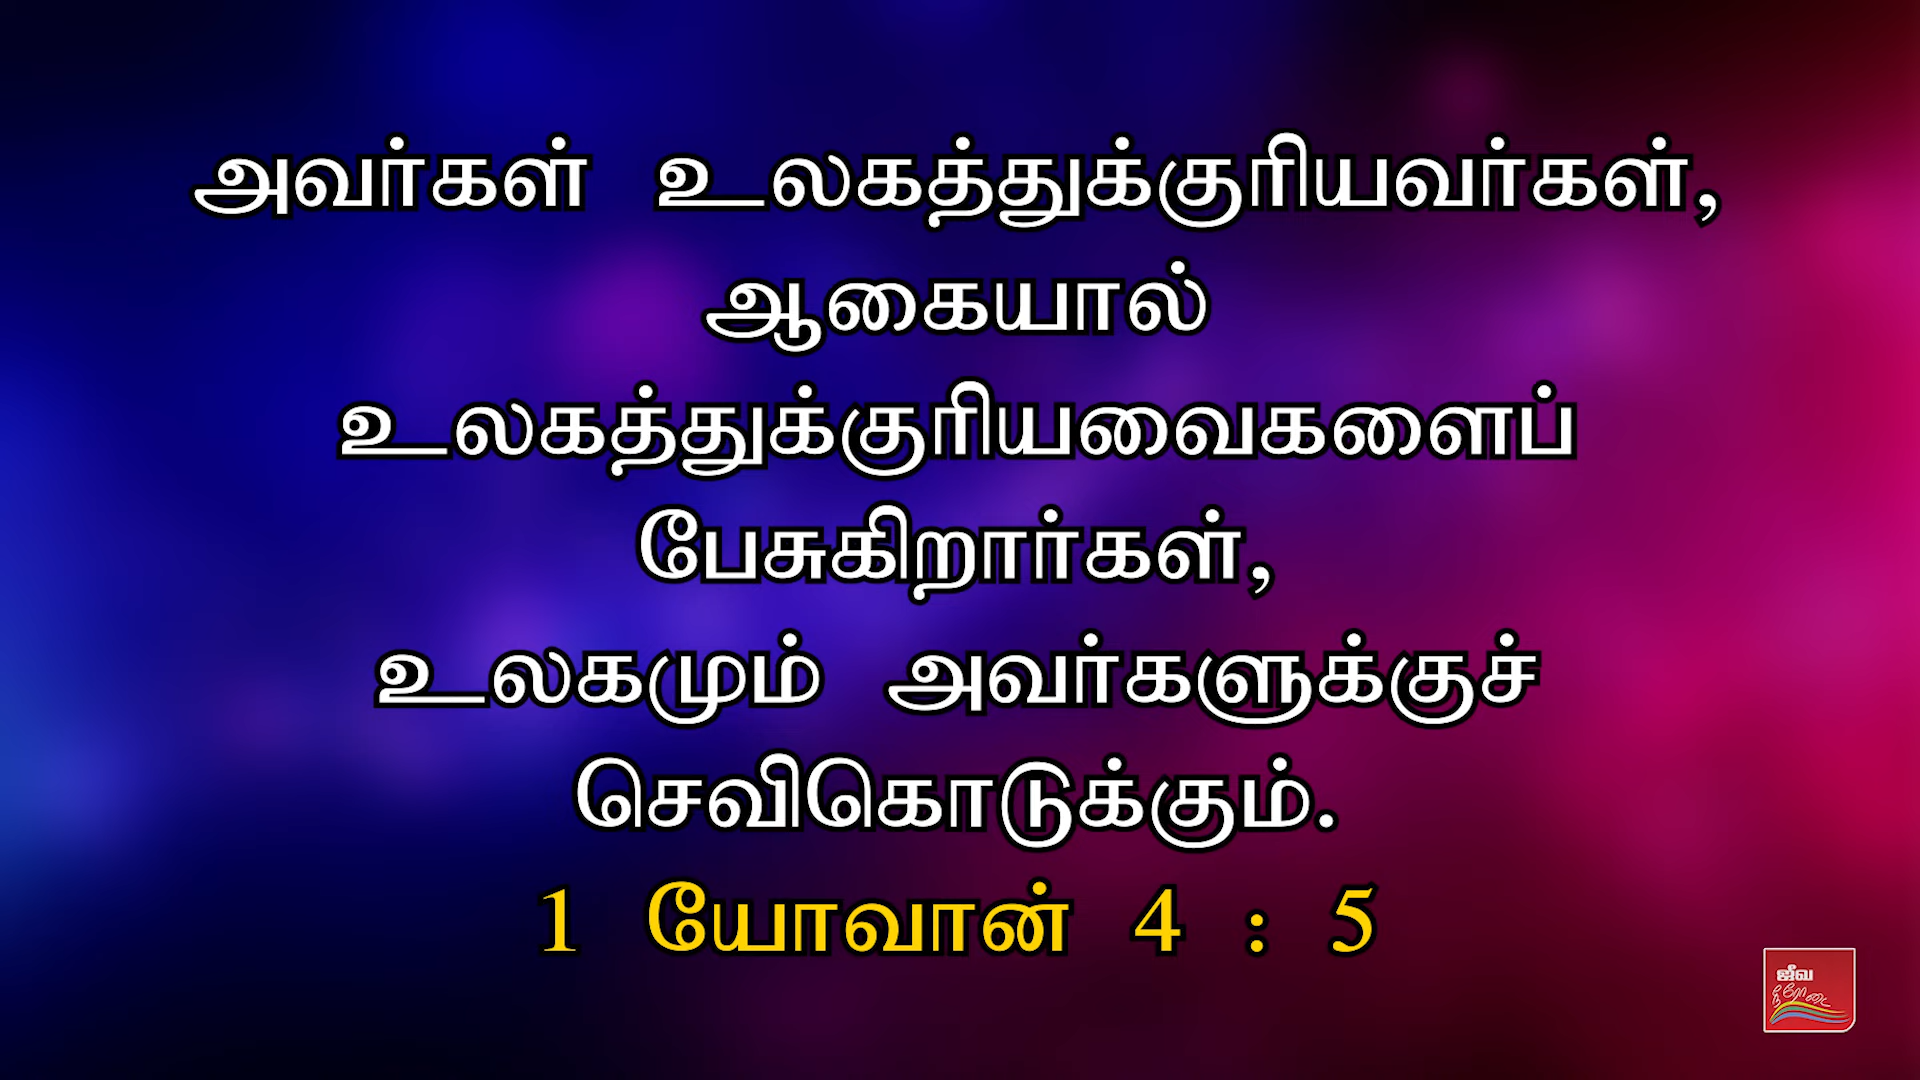 அவர்கள் உலகத்துக்குரியவர்கள்,
ஆகையால்
உலகத்துக்குரியவைகளைப்
பேசுகிறார்கள்,
உலகமும் அவர்களுக்குச்
செவிகொடுக்கும்.
1 யோவான் 4 : 5
ஜீவ
நீரோடை